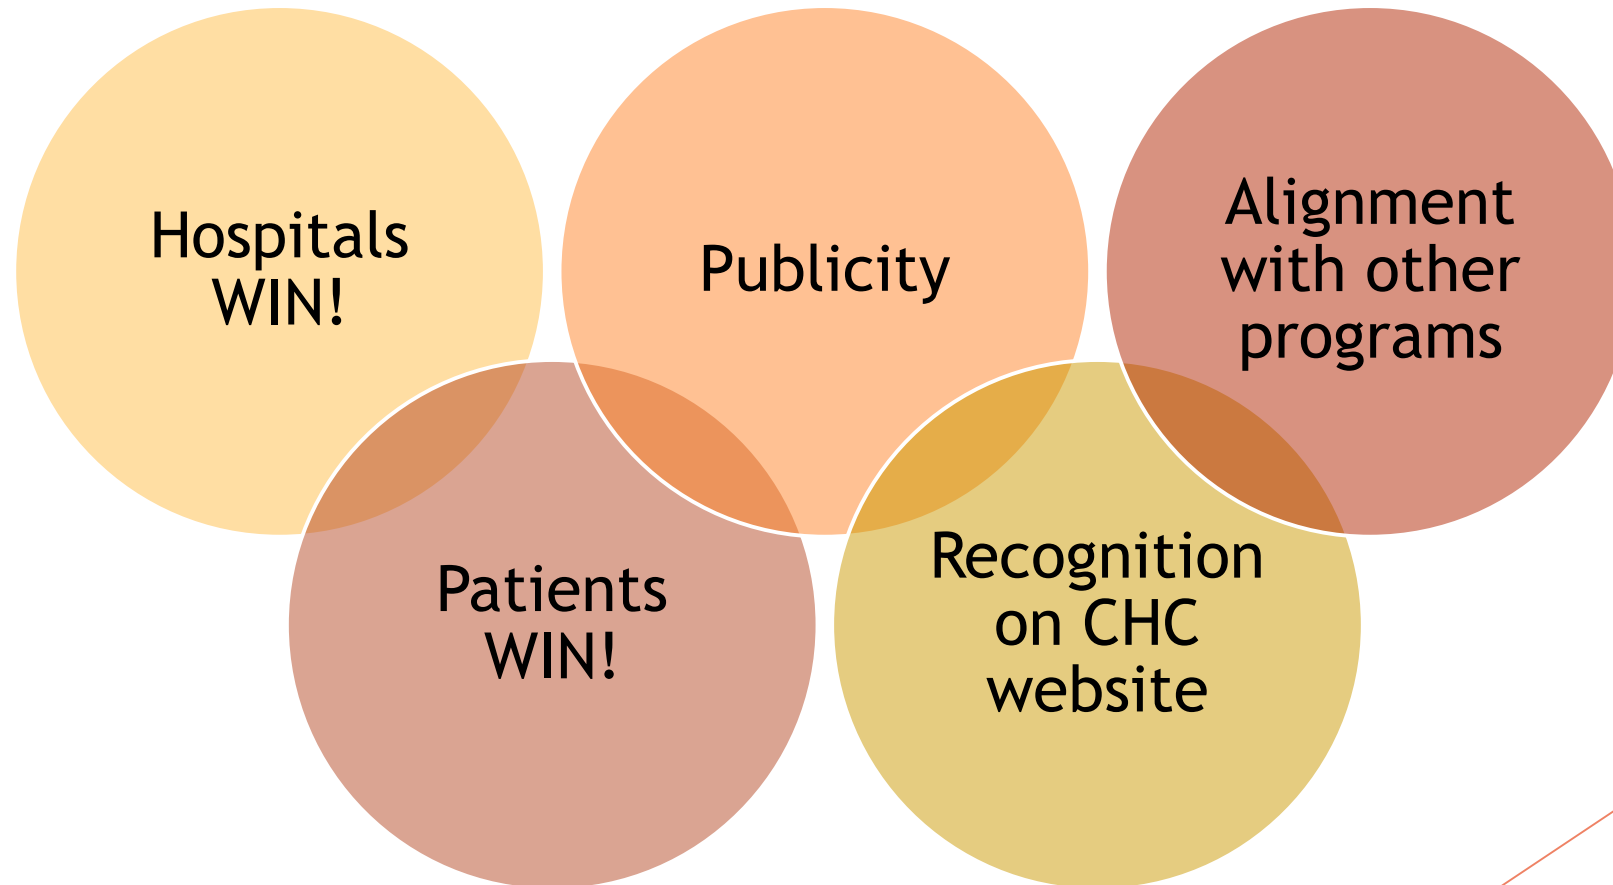 Hospitals
WIN!
Patients
WIN!
Publicity
Recognition
on CHC
website
Alignment
with other
programs